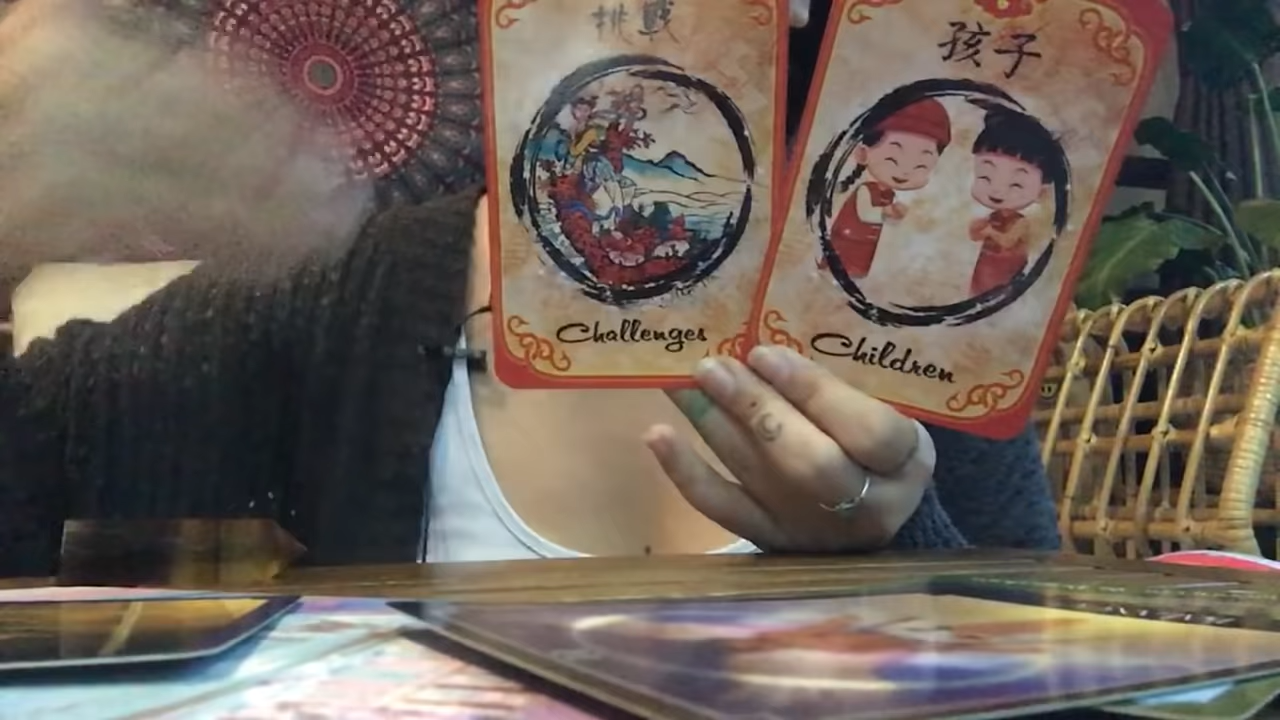 挑戰
Challenges
孩子
Children